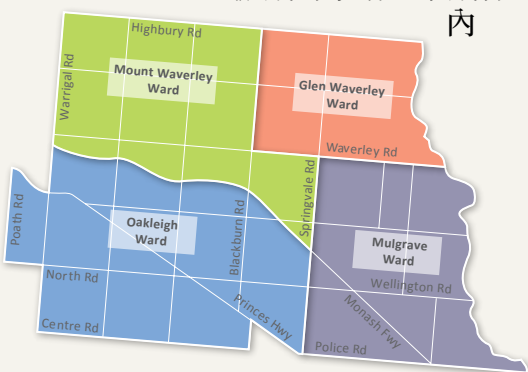 內
Highbury Rd
Warrigal Rd
Mount Waverley
Ward
Glen Waverley
Ward
Waverley Rd
Springvale Rd
Poath Rd
Oakleigh
Ward
Blackburn Rd
Mulgrave
Ward
North Rd
Wellington Rd
Princes Hwy
Monash Fwy
Centre Rd
Police Rd